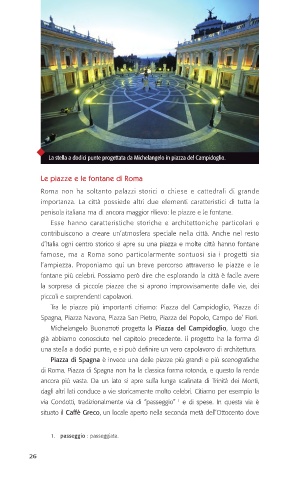 La stella a dodici punte progettata da Michelangelo in piazza del Campidoglio.
Le piazze e le fontane di Roma
Roma non ha soltanto palazzi storici o chiese e cattedrali di grande
importanza. La città possiede altri due elementi caratteristici di tutta la
penisola italiana ma di ancora maggior rilievo: le piazze e le fontane.
Esse hanno caratteristiche storiche o architettoniche particolari e
contribuiscono a creare un'atmosfera speciale nella città. Anche nel resto
d'Italia ogni centro storico si apre su una piazza e molte città hanno fontane
famose, ma a Roma sono particolarmente sontuosi sia i progetti sia
l'ampiezza. Proponiamo qui un breve percorso attraverso le piazze e le
fontane più celebri. Possiamo però dire che esplorando la città è facile avere
la sorpresa di piccole piazze che si aprono improvvisamente dalle vie, dei
piccoli e sorprendenti capolavori.
Tra le piazze più importanti citiamo: Piazza del Campidoglio, Piazza di
Spagna, Piazza Navona, Piazza San Pietro, Piazza del Popolo, Campo de' Fiori.
Michelangelo Buonarroti progetta la Piazza del Campidoglio, luogo che
già abbiamo conosciuto nel capitolo precedente. Il progetto ha la forma di
una stella a dodici punte, e si può definire un vero capolavoro di architettura.
Piazza di Spagna è invece una delle piazze più grandi e più scenografiche
di Roma. Piazza di Spagna non ha la classica forma rotonda, e questo la rende
ancora più vasta. Da un lato si apre sulla lunga scalinata di Trinità dei Monti,
dagli altri lati conduce a vie storicamente molto celebri. Citiamo per esempio la
via Condotti, tradizionalmente via di "passeggio" 1 e di spese. In questa via è
situato il Caffè Greco, un locale aperto nella seconda metà dell'Ottocento dove
1. passeggio : passeggiata.
26